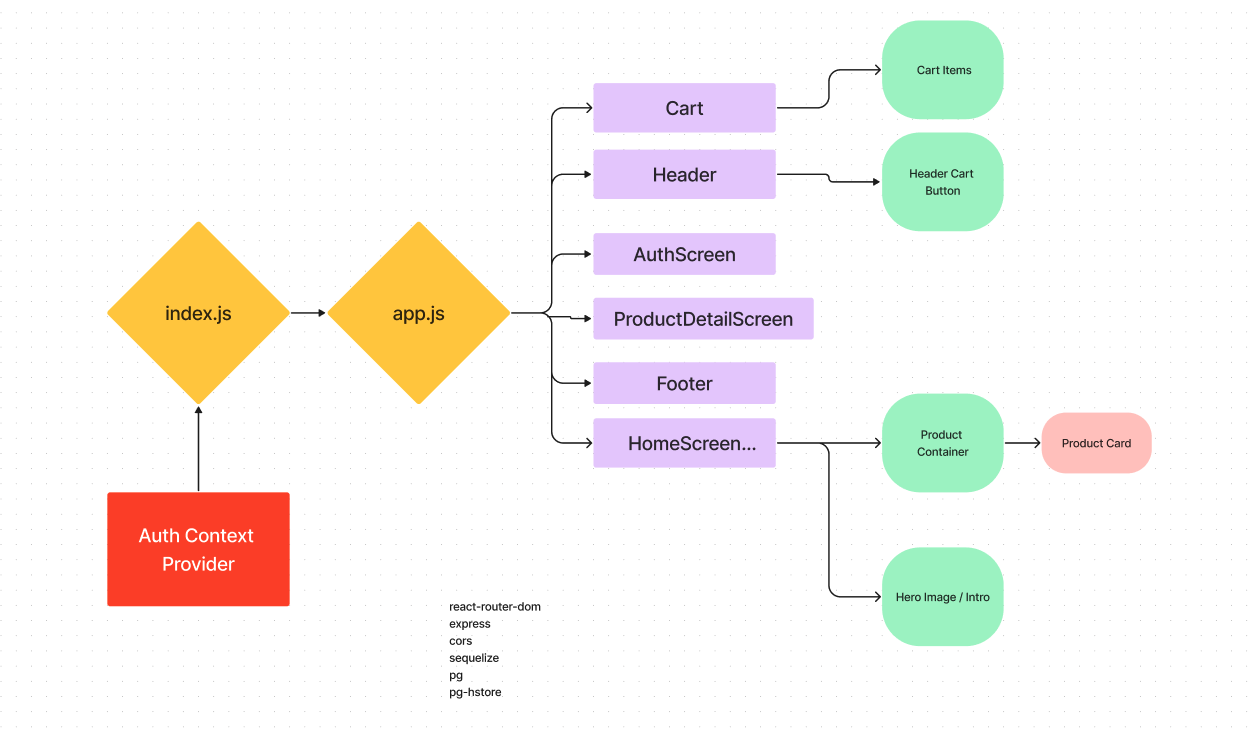 Cart Items
Cart
Header
Header Cart
Button
AuthScreen
index.js
app.js
ProductDetailScreen
Footer
HomeScreen...
Product
Container
Product Card
Auth Context
Provider
Hero Image / Intro
react-router-dom
express
cors
sequelize
pg
pg-hstore